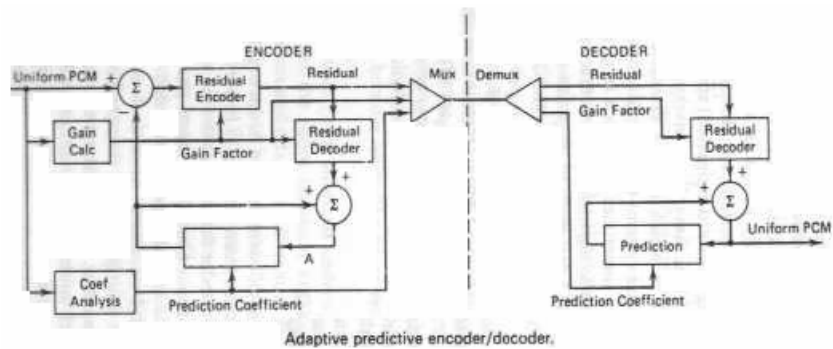 ENCODER
DECODER
Uniform PCM
+
Σ
−
Residual
Encoder
Residual
Mux
Demux
Residual
Gain Factor
Gain
Calc
Gain Factor
Residual
Decoder
Residual
Decoder
+
+
Σ
+
+
Σ
A
Prediction
Uniform PCM
Coef
Analysis
Prediction Coefficient
Prediction Coefficient
Adaptive predictive encoder/decoder.